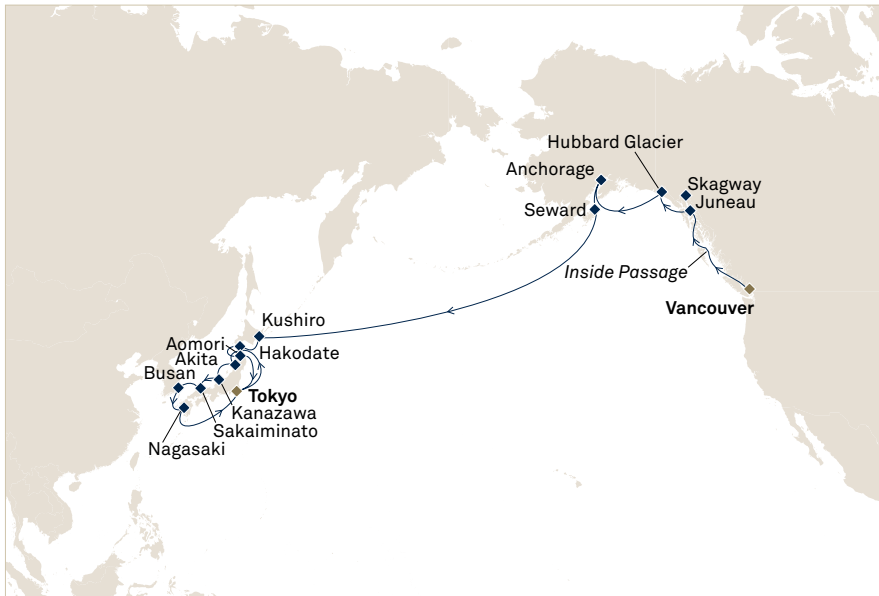 Hubbard Glacier
Anchorage
Skagway
Juneau
Seward
Inside Passage
Vancouver
Kushiro
Aomori
Hakodate
Akita
Busan
Tokyo
Kanazawa
Sakaiminato
Nagasaki